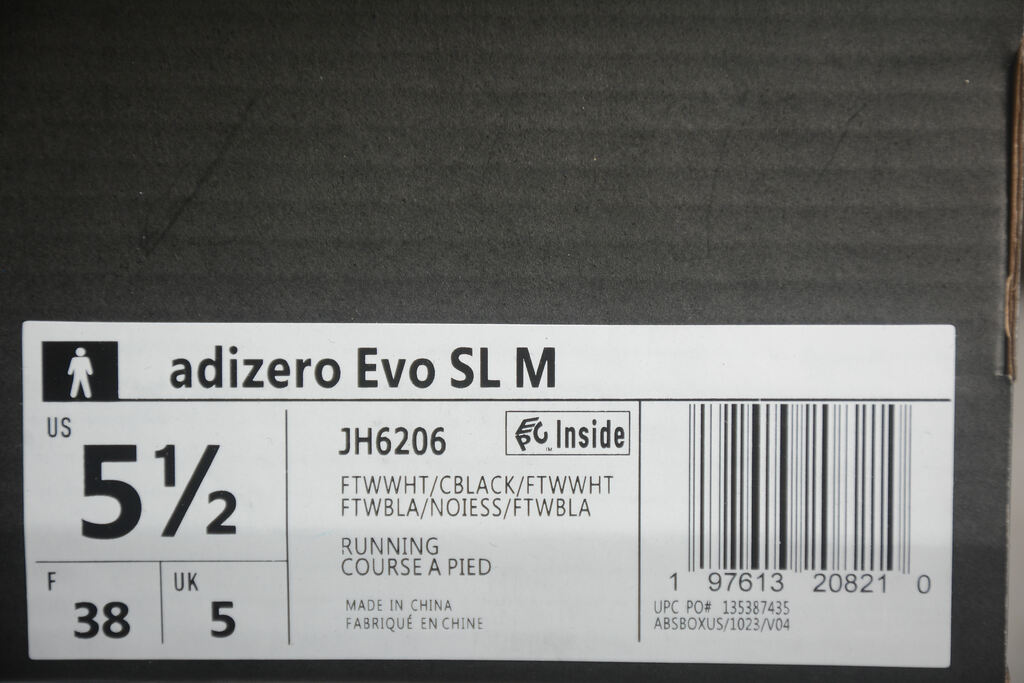 adizero Evo SL M
US
5½
F
38
UK
5
JH6206
EPC Inside
FTWWHT/CBLACK/FTWWHT
FTWBLA/NOIESS/FTWBLA
RUNNING
COURSE A PIED
MADE IN CHINA
FABRIQUÉ EN CHINE
1 97613 20821 0
UPC PO# 135387435
ABSBOXUS/1023/V04